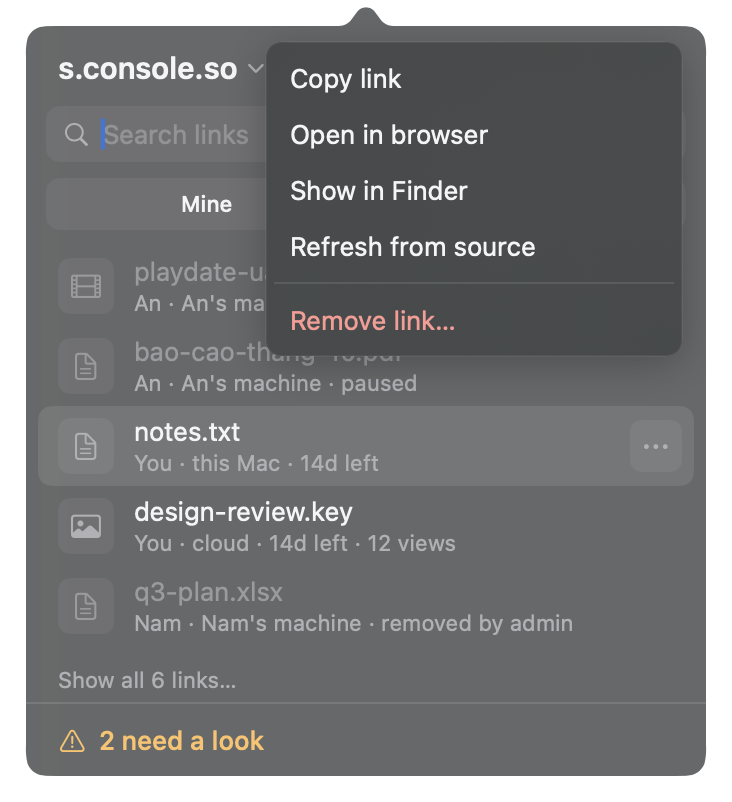 s.console.so
Copy link
Open in browser
Show in Finder
Refresh from source
Remove link...
Search links
Mine
An · An's ma
An · An's machine · paused
notes.txt
You · this Mac · 14d left
design-review.key
You · cloud · 14d left · 12 views
q3-plan.xlsx
Nam · Nam's machine · removed by admin
Show all 6 links...
2 need a look